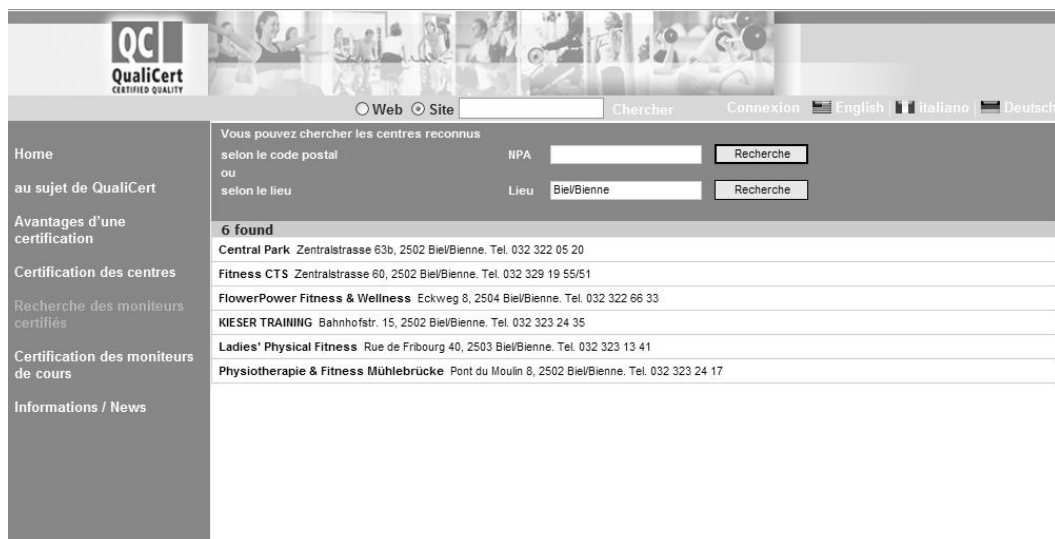 QC
QualiCert
CERTIFIED QUALITY
Web Site Chercher Connexion English | italiano | Deutsch
Home
au sujet de QualiCert
Avantages d'une
certification
Certification des centres
Recherche des moniteurs
certifiés
Certification des moniteurs
de cours
Informations / News
Vous pouvez chercher les centres reconnus
selon le code postal NPA Recherche
ou
selon le lieu Lieu Biel/Bienne Recherche
6 found
Central Park Zentralstrasse 63b, 2502 Biel/Bienne. Tel. 032 322 05 20
Fitness CTS Zentralstrasse 60, 2502 Biel/Bienne. Tel. 032 329 19 55/51
FlowerPower Fitness & Wellness Eckweg 8, 2504 Biel/Bienne. Tel. 032 322 66 33
KIESER TRAINING Bahnhofstr. 15, 2502 Biel/Bienne. Tel. 032 323 24 35
Ladies' Physical Fitness Rue de Fribourg 40, 2503 Biel/Bienne. Tel. 032 323 13 41
Physiotherapie & Fitness Mühlebrücke Pont du Moulin 8, 2502 Biel/Bienne. Tel. 032 323 24 17